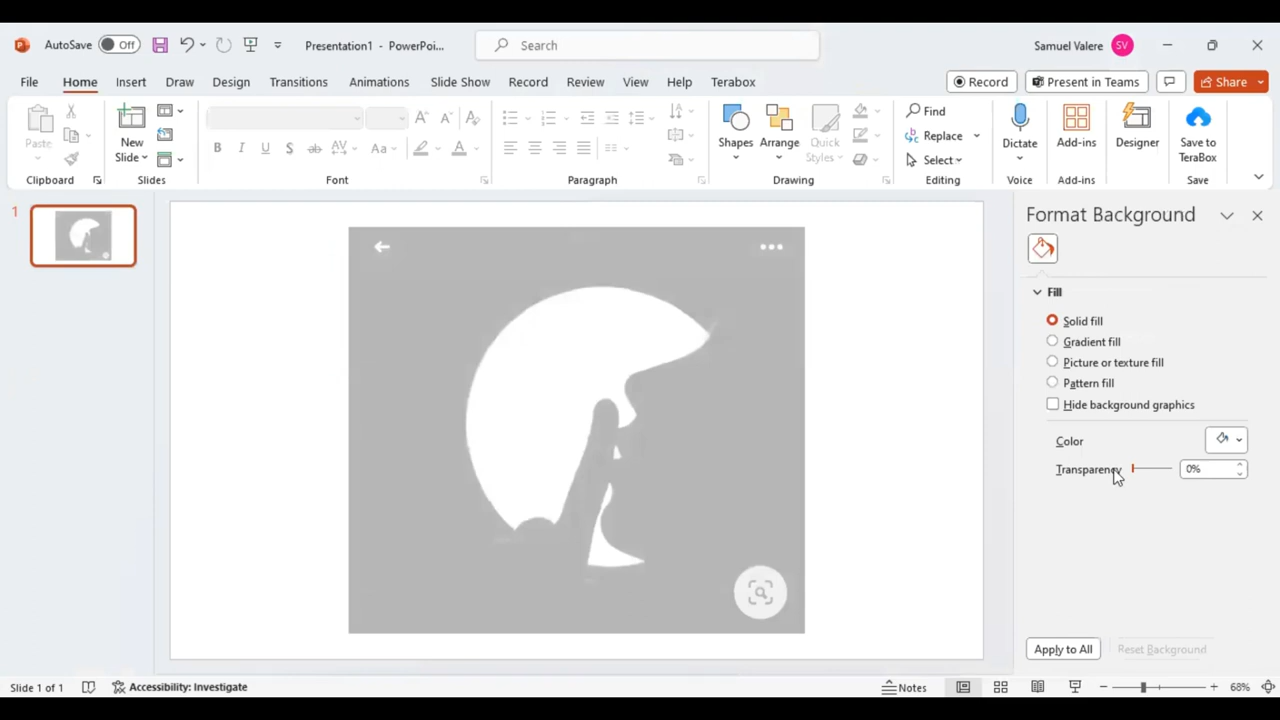 AutoSave Off Presentation1 - PowerPoi... Search Samuel Valere SV
File Home Insert Draw Design Transitions Animations Slide Show Record Review View Help Terabox Record Present in Teams Share
Paste New Slide B I U S ab AV Aa A A A A Shapes Arrange Quick Styles Find Replace Select Dictate Add-ins Designer Save to TeraBox
Clipboard Slides Font Paragraph Drawing Editing Voice Add-ins Save
1
Format Background
Fill
Solid fill
Gradient fill
Picture or texture fill
Pattern fill
Hide background graphics
Color
Transparency 0%
Apply to All Reset Background
Slide 1 of 1 Accessibility: Investigate Notes 68%